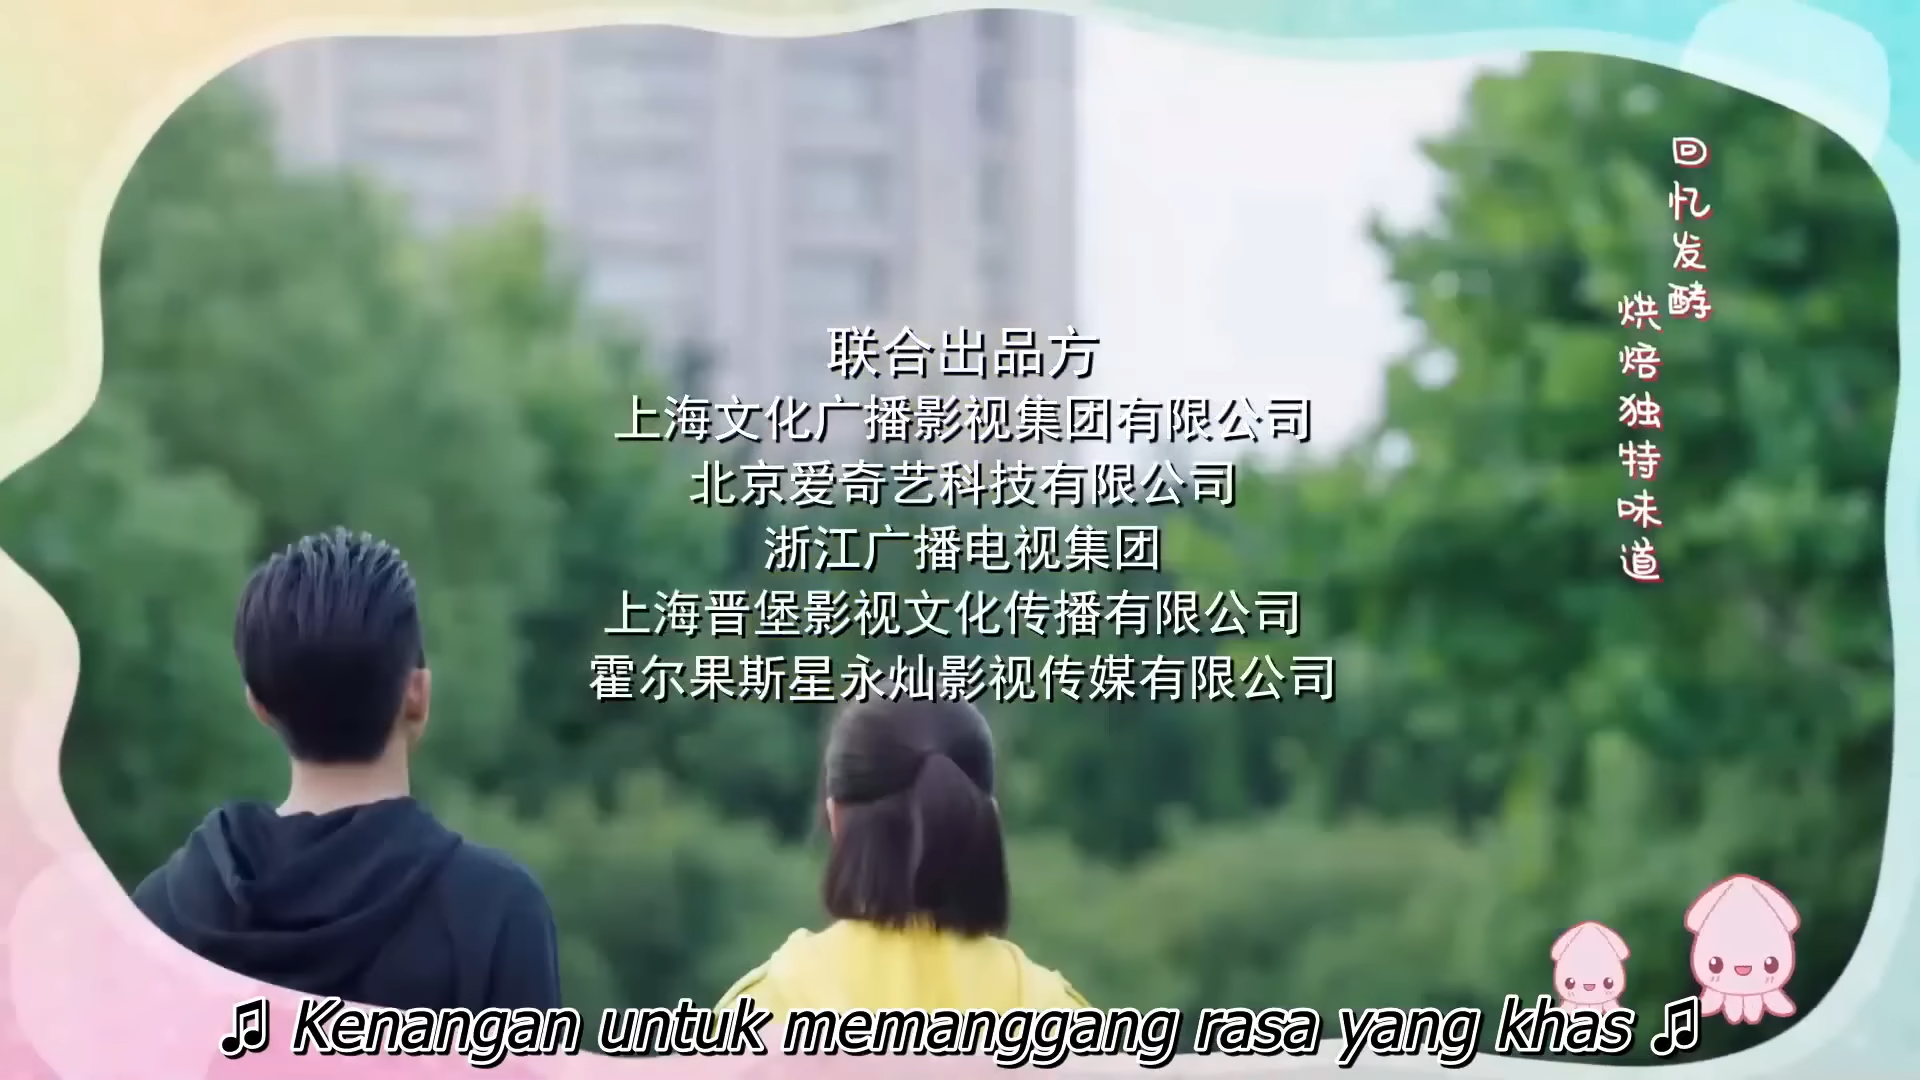 回忆发酵
烘焙独特味道
联合出品方
上海文化广播影视集团有限公司
北京爱奇艺科技有限公司
浙江广播电视集团
上海晋堡影视文化传播有限公司
霍尔果斯星永灿影视传媒有限公司
♫ Kenangan untuk memanggang rasa yang khas ♫